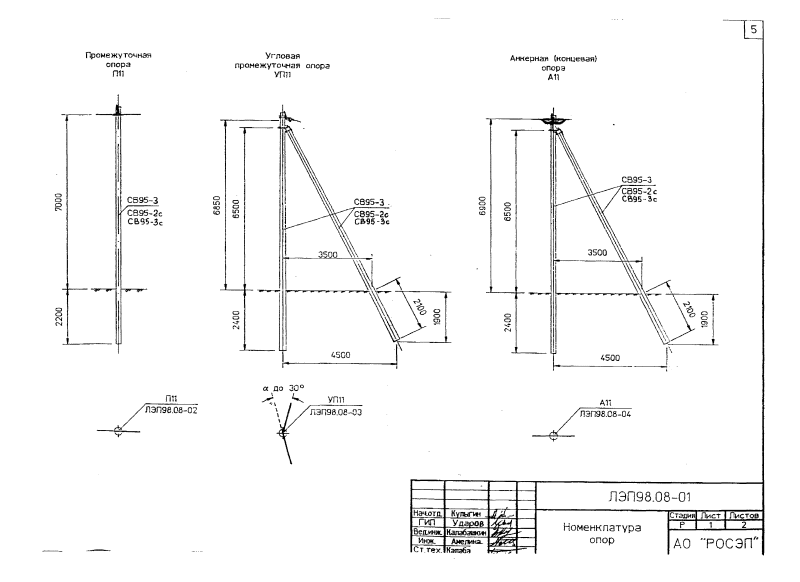 5
Промежуточная
опора
П11
Угловая
промежуточная опора
УП11
Анкерная (концевая)
опора
А11
7000
2200
СВ95-3
СВ95-2с
СВ95-3с
6850
6500
2400
СВ95-3
СВ95-2с
СВ95-3с
3500
2100
1900
4500
6900
6500
2400
СВ95-3
СВ95-2с
СВ95-3с
3500
2100
1900
4500
П11
ЛЭП98.08-02
α до 30°
УП11
ЛЭП98.08-03
А11
ЛЭП98.08-04
ЛЭП98.08-01
Нач.отд. Кулыгин
ГИП Ударов
Вед.инж. Калабашкин
Инж. Амелина
Ст.тех. Калаба
Номенклатура
опор
Стадия Лист Листов
Р 1 2
АО "РОСЭП"